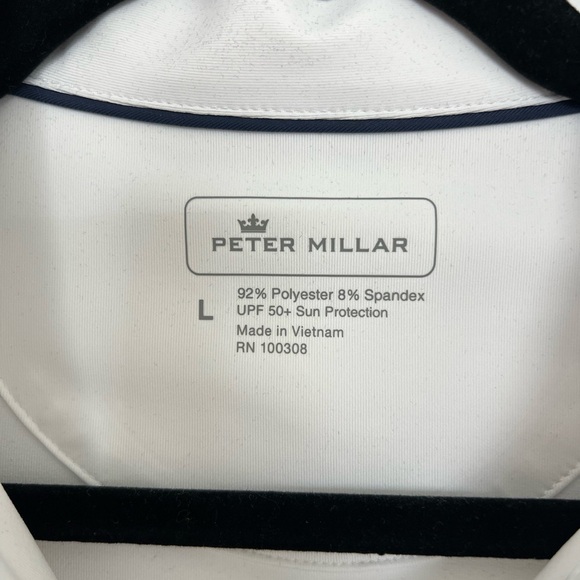 PETER MILLAR
L
92% Polyester 8% Spandex
UPF 50+ Sun Protection
Made in Vietnam
RN 100308